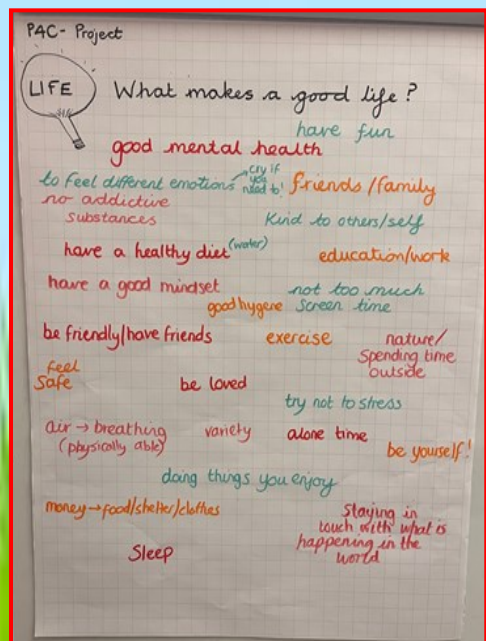 P4C- Project
LIFE What makes a good life?
have fun
good mental health
to feel different emotions → cry if you need to!
friends/family
no addictive
substances
Kind to others/self
have a healthy diet (water)
education/work
have a good mindset
not too much
screen time
good hygene
be friendly/have friends
exercise
nature/
spending time
outside
feel
safe
be loved
try not to stress
air → breathing
(physically able)
variety
alone time
be yourself!
doing things you enjoy
money → food/shelter/clothes
Staying in
touch with what is
happening in the
world
Sleep